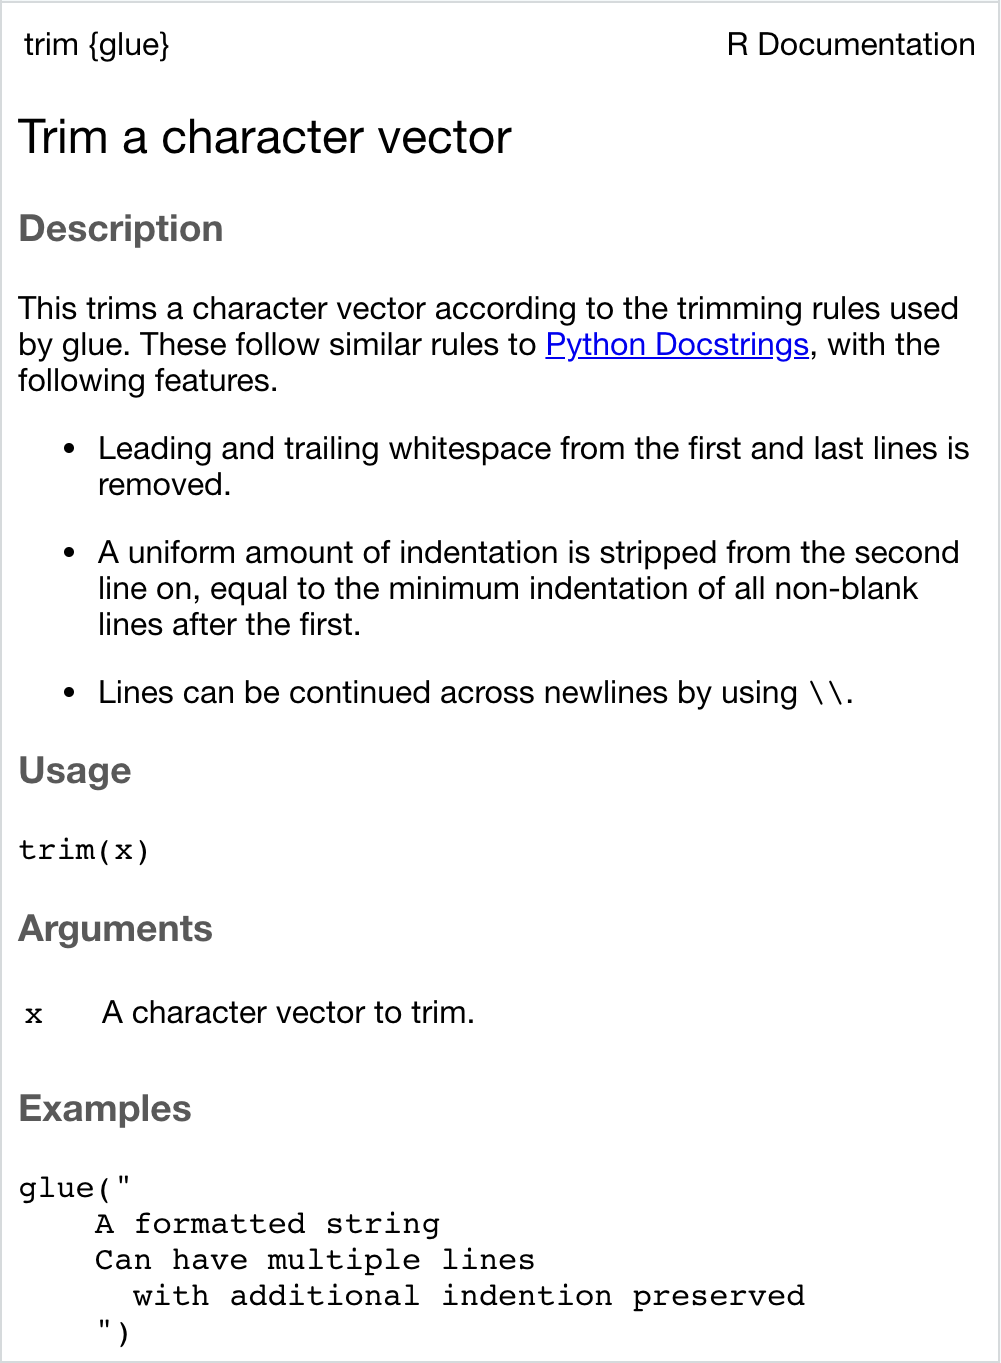 trim {glue} R Documentation
Trim a character vector
Description
This trims a character vector according to the trimming rules used
by glue. These follow similar rules to Python Docstrings, with the
following features.
• Leading and trailing whitespace from the first and last lines is
removed.
• A uniform amount of indentation is stripped from the second
line on, equal to the minimum indentation of all non-blank
lines after the first.
• Lines can be continued across newlines by using \\.
Usage
trim(x)
Arguments
x A character vector to trim.
Examples
glue("
    A formatted string
    Can have multiple lines
      with additional indention preserved
    ")